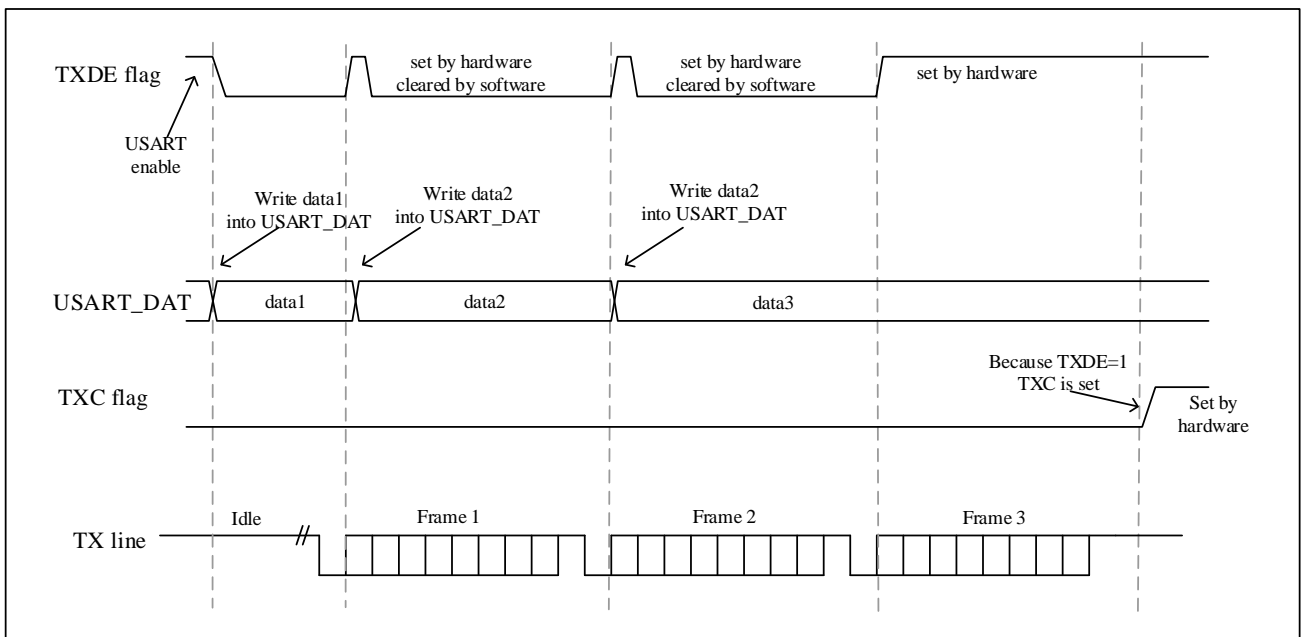 TXDE flag
set by hardware
cleared by software
set by hardware
cleared by software
set by hardware
USART
enable
Write data1
into USART_DAT
Write data2
into USART_DAT
Write data2
into USART_DAT
USART_DAT
data1
data2
data3
Because TXDE=1
TXC is set
TXC flag
Set by
hardware
Idle
Frame 1
Frame 2
Frame 3
TX line